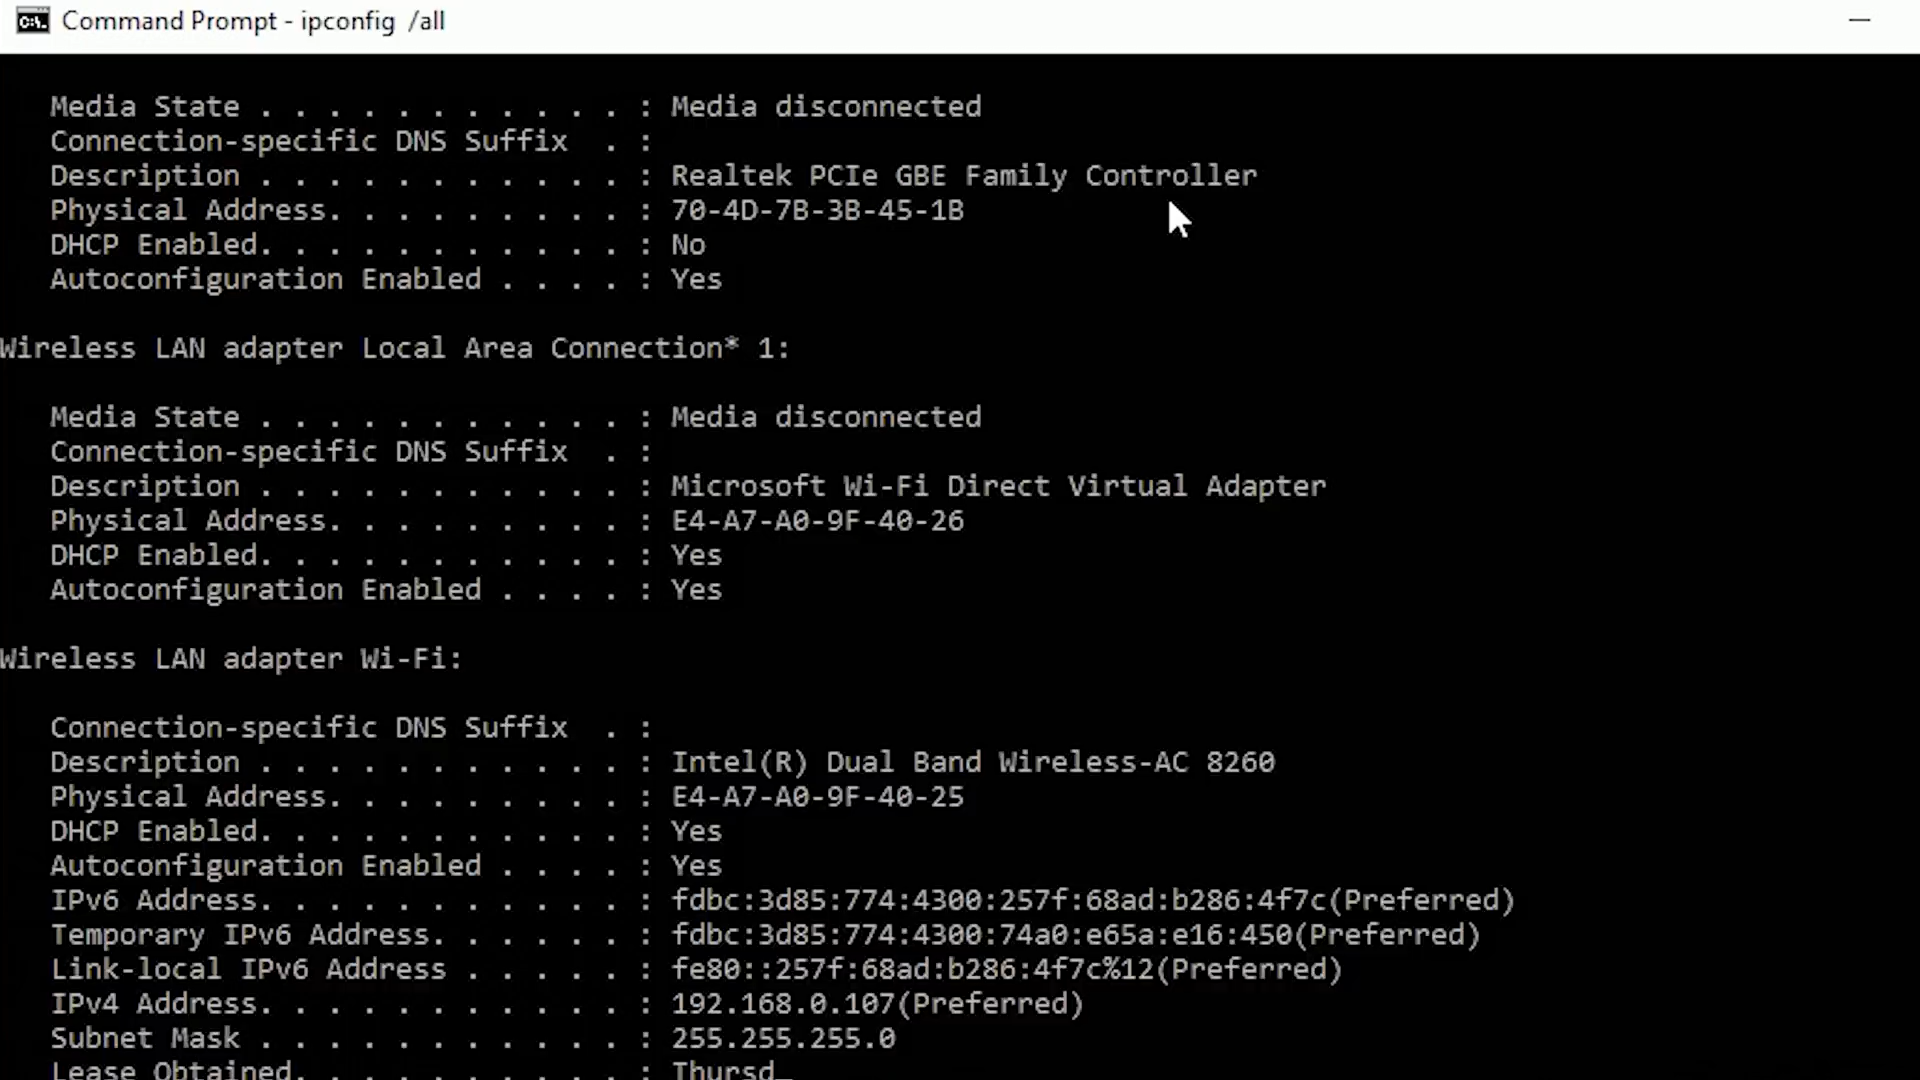 Command Prompt - ipconfig /all
Media State . . . . . . . . . . . : Media disconnected
Connection-specific DNS Suffix . :
Description . . . . . . . . . . . : Realtek PCIe GBE Family Controller
Physical Address. . . . . . . . . : 70-4D-7B-3B-45-1B
DHCP Enabled. . . . . . . . . . . : No
Autoconfiguration Enabled . . . . : Yes
Wireless LAN adapter Local Area Connection* 1:
Media State . . . . . . . . . . . : Media disconnected
Connection-specific DNS Suffix . :
Description . . . . . . . . . . . : Microsoft Wi-Fi Direct Virtual Adapter
Physical Address. . . . . . . . . : E4-A7-A0-9F-40-26
DHCP Enabled. . . . . . . . . . . : Yes
Autoconfiguration Enabled . . . . : Yes
Wireless LAN adapter Wi-Fi:
Connection-specific DNS Suffix . :
Description . . . . . . . . . . . : Intel(R) Dual Band Wireless-AC 8260
Physical Address. . . . . . . . . : E4-A7-A0-9F-40-25
DHCP Enabled. . . . . . . . . . . : Yes
Autoconfiguration Enabled . . . . : Yes
IPv6 Address. . . . . . . . . . . : fdbc:3d85:774:4300:257f:68ad:b286:4f7c(Preferred)
Temporary IPv6 Address. . . . . . : fdbc:3d85:774:4300:74a0:e65a:e16:450(Preferred)
Link-local IPv6 Address . . . . . : fe80::257f:68ad:b286:4f7c%12(Preferred)
IPv4 Address. . . . . . . . . . . : 192.168.0.107(Preferred)
Subnet Mask . . . . . . . . . . . : 255.255.255.0
Lease Obtained. . . . . . . . . . : Thursd_